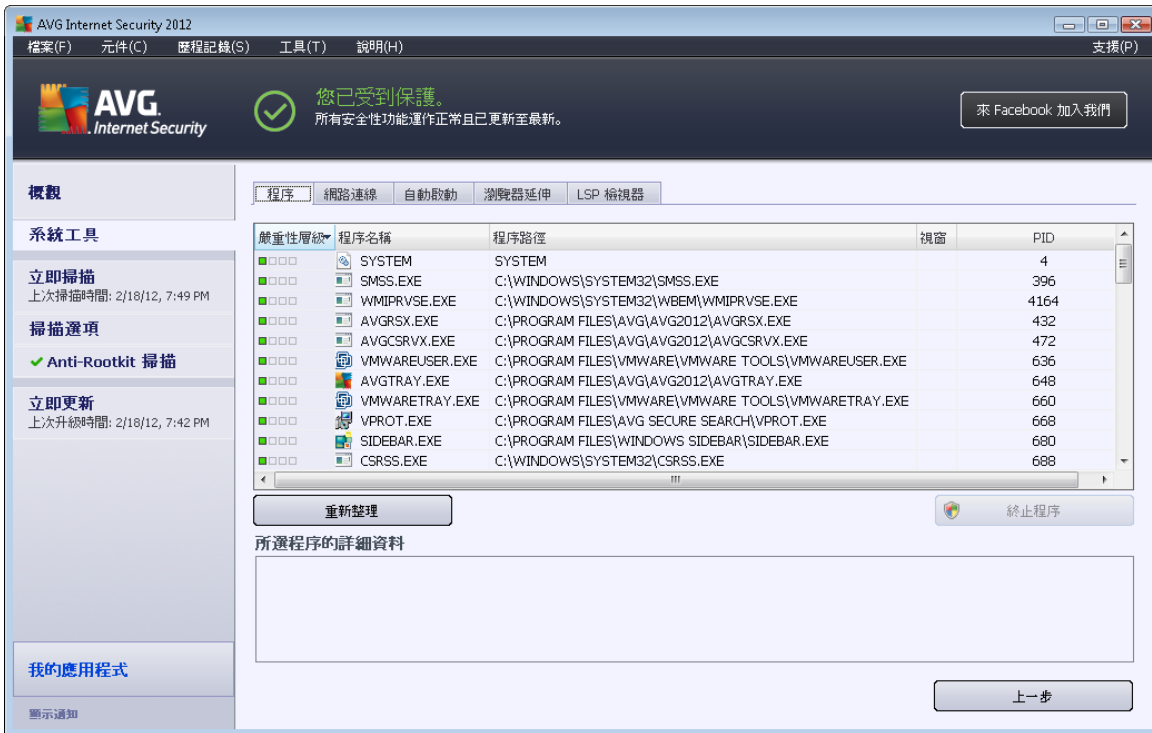 AVG Internet Security 2012
檔案(F) 元件(C) 歷程記錄(S) 工具(T) 說明(H) 支援(P)
AVG.
Internet Security
您已受到保護。
所有安全性功能運作正常且已更新至最新。
來 Facebook 加入我們
概觀
系統工具
立即掃描
上次掃描時間: 2/18/12, 7:49 PM
掃描選項
Anti-Rootkit 掃描
立即更新
上次升級時間: 2/18/12, 7:42 PM
我的應用程式
顯示通知
程序 網路連線 自動啟動 瀏覽器延伸 LSP 檢視器
嚴重性層級 程序名稱 程序路徑 視窗 PID
SYSTEM SYSTEM 4
SMSS.EXE C:\WINDOWS\SYSTEM32\SMSS.EXE 396
WMIPRVSE.EXE C:\WINDOWS\SYSTEM32\WBEM\WMIPRVSE.EXE 4164
AVGRSX.EXE C:\PROGRAM FILES\AVG\AVG2012\AVGRSX.EXE 432
AVGCSRVX.EXE C:\PROGRAM FILES\AVG\AVG2012\AVGCSRVX.EXE 472
VMWAREUSER.EXE C:\PROGRAM FILES\VMWARE\VMWARE TOOLS\VMWAREUSER.EXE 636
AVGTRAY.EXE C:\PROGRAM FILES\AVG\AVG2012\AVGTRAY.EXE 648
VMWARETRAY.EXE C:\PROGRAM FILES\VMWARE\VMWARE TOOLS\VMWARETRAY.EXE 660
VPROT.EXE C:\PROGRAM FILES\AVG SECURE SEARCH\VPROT.EXE 668
SIDEBAR.EXE C:\PROGRAM FILES\WINDOWS SIDEBAR\SIDEBAR.EXE 680
CSRSS.EXE C:\WINDOWS\SYSTEM32\CSRSS.EXE 688
重新整理 終止程序
所選程序的詳細資料
上一步